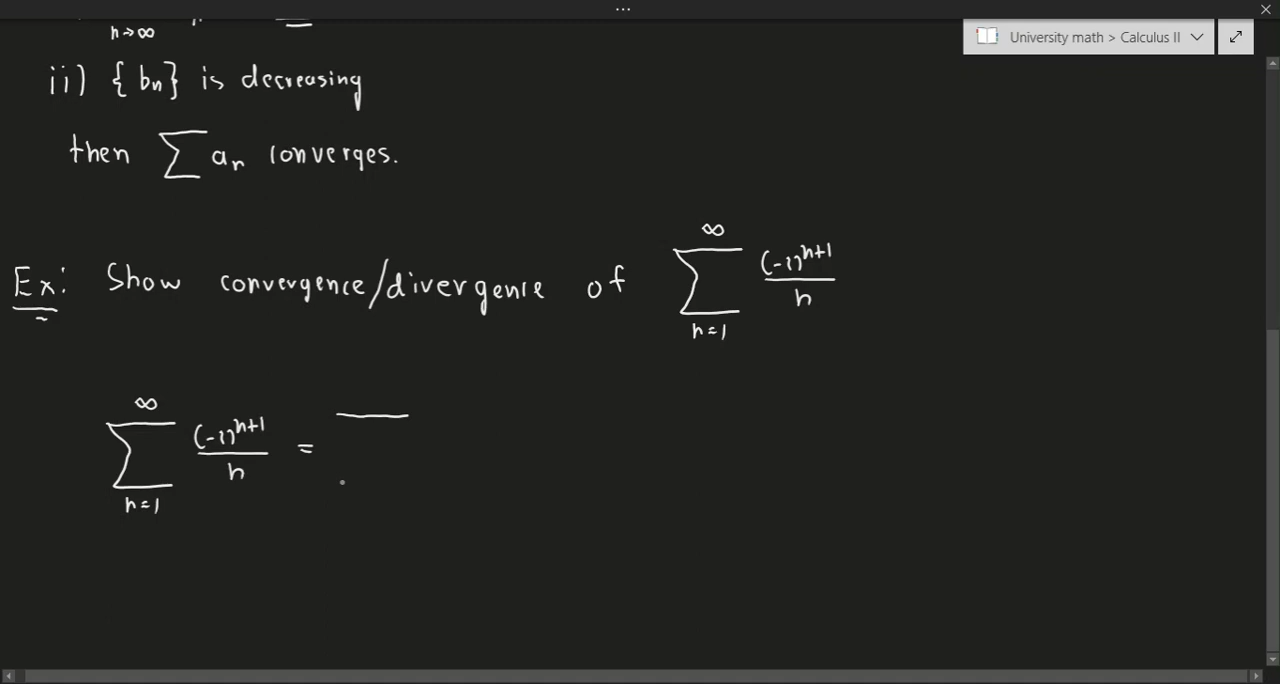 ...
University math > Calculus II
n→∞
ii) {bn} is decreasing
then ∑ an converges.
Ex: Show convergence/divergence of ∑_{n=1}^{∞} (-1)^{n+1}/n
∑_{n=1}^{∞} (-1)^{n+1}/n =